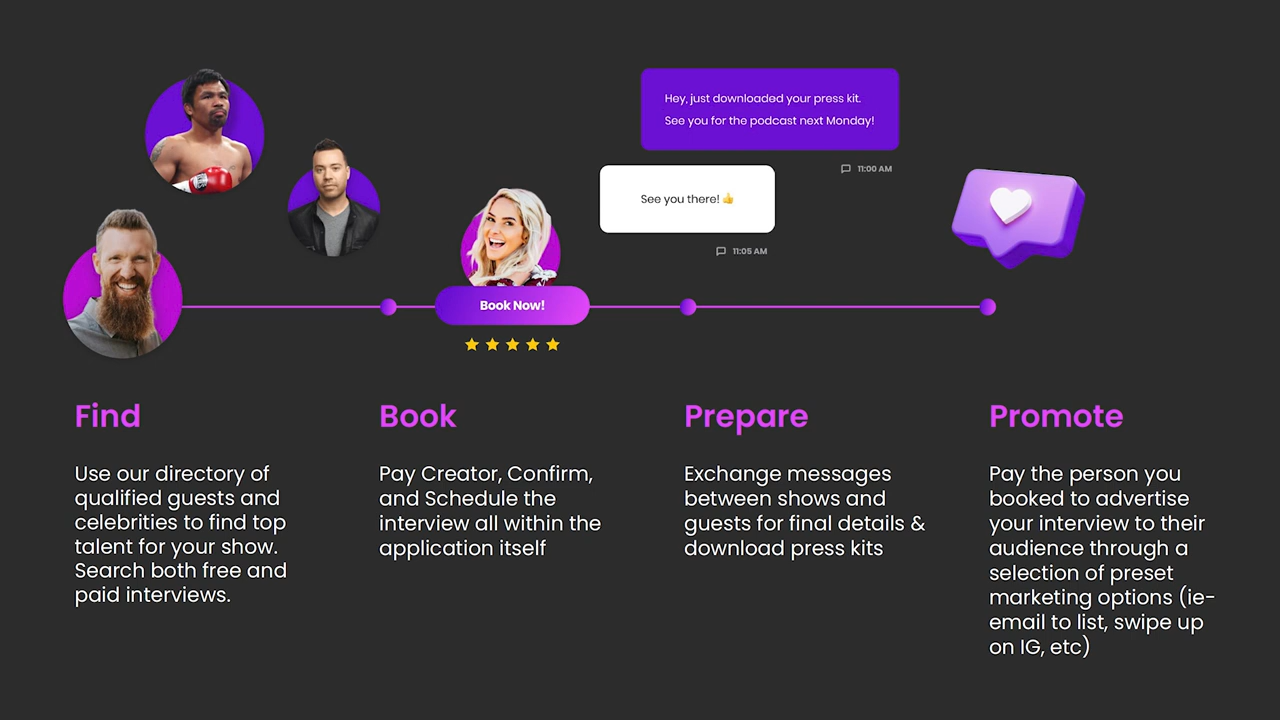 Hey, just downloaded your press kit.
See you for the podcast next Monday!
11:00 AM
See you there! 👍
11:05 AM
Book Now!
Find
Use our directory of
qualified guests and
celebrities to find top
talent for your show.
Search both free and
paid interviews.
Book
Pay Creator, Confirm,
and Schedule the
interview all within the
application itself
Prepare
Exchange messages
between shows and
guests for final details &
download press kits
Promote
Pay the person you
booked to advertise
your interview to their
audience through a
selection of preset
marketing options (ie-
email to list, swipe up
on IG, etc)